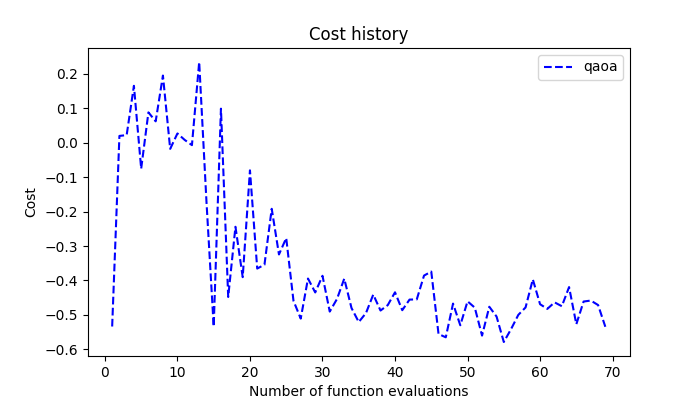 Cost history
qaoa
Cost
0.2
0.1
0.0
−0.1
−0.2
−0.3
−0.4
−0.5
−0.6
0 10 20 30 40 50 60 70
Number of function evaluations